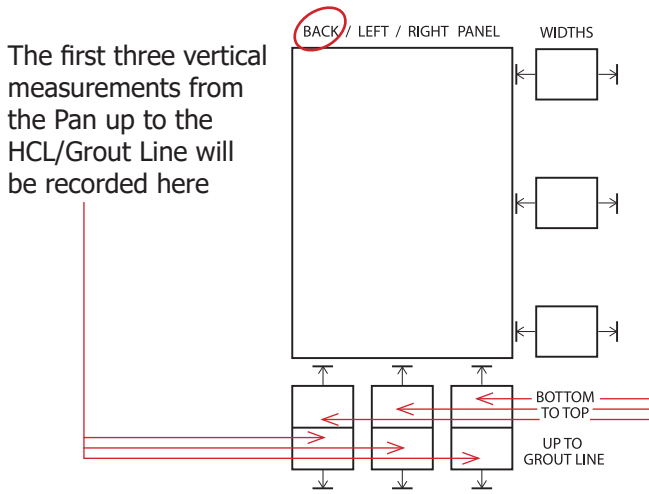 The first three vertical
measurements from
the Pan up to the
HCL/Grout Line will
be recorded here
BACK / LEFT / RIGHT PANEL
WIDTHS
BOTTOM
TO TOP
UP TO
GROUT LINE